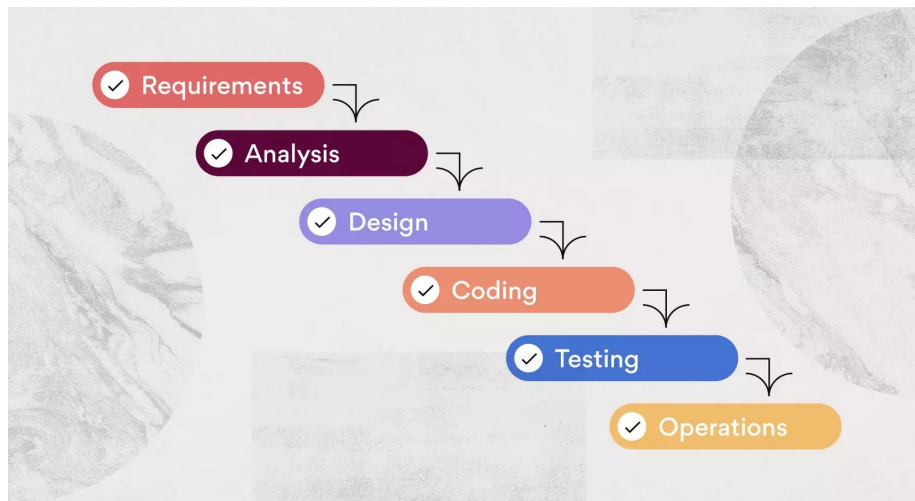 Requirements
Analysis
Design
Coding
Testing
Operations